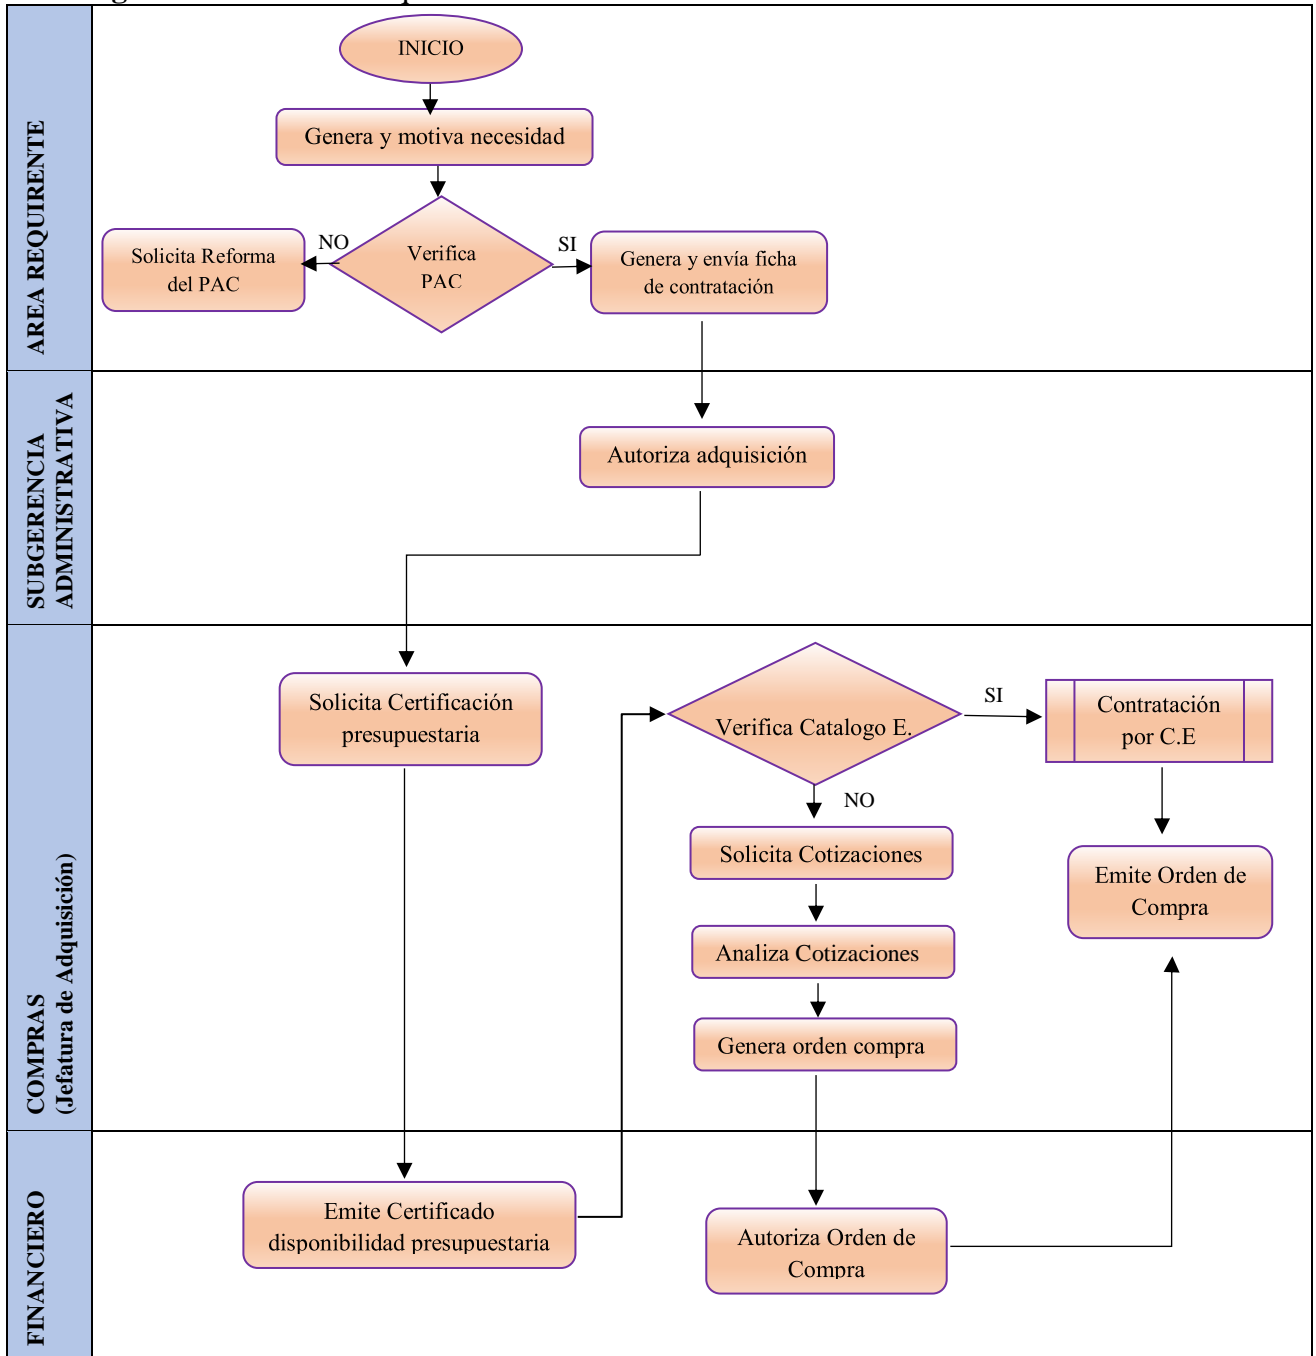 AREA REQUIRENTE
INICIO
Genera y motiva necesidad
Verifica
PAC
NO
SI
Solicita Reforma
del PAC
Genera y envía ficha
de contratación
SUBGERENCIA
ADMINISTRATIVA
Autoriza adquisición
COMPRAS
(Jefatura de Adquisición)
Solicita Certificación
presupuestaria
Verifica Catalogo E.
SI
Contratación
por C.E
NO
Solicita Cotizaciones
Emite Orden de
Compra
Analiza Cotizaciones
Genera orden compra
FINANCIERO
Emite Certificado
disponibilidad presupuestaria
Autoriza Orden de
Compra